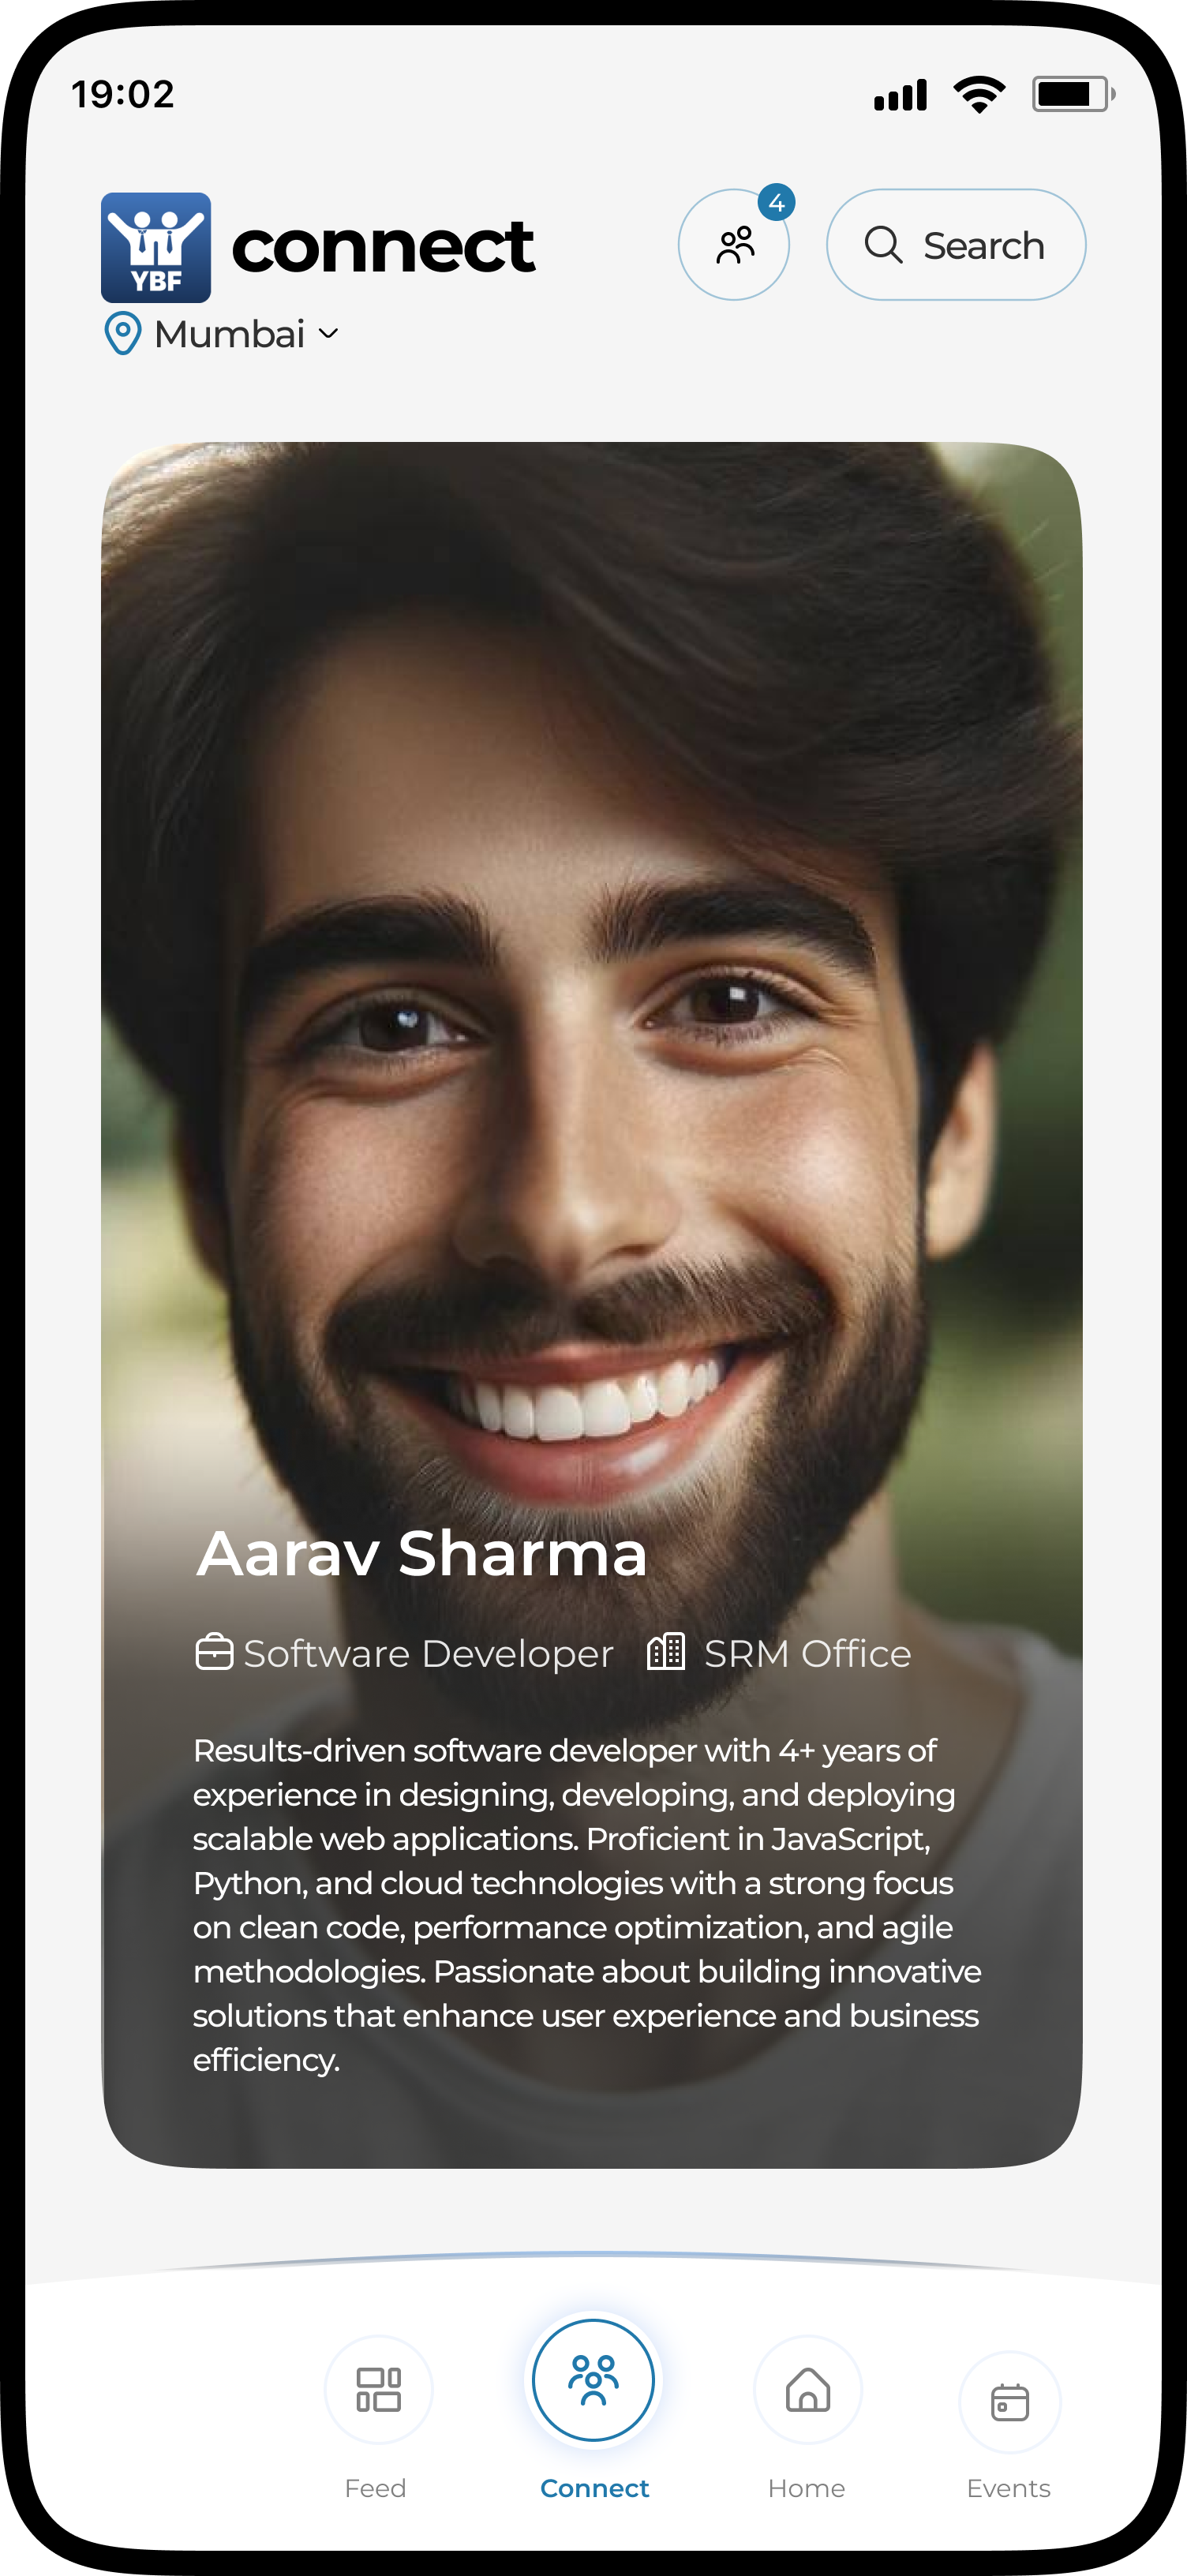 19:02
YBF
connect
4
Search
Mumbai
Aarav Sharma
Software Developer SRM Office
Results-driven software developer with 4+ years of
experience in designing, developing, and deploying
scalable web applications. Proficient in JavaScript,
Python, and cloud technologies with a strong focus
on clean code, performance optimization, and agile
methodologies. Passionate about building innovative
solutions that enhance user experience and business
efficiency.
Feed Connect Home Events